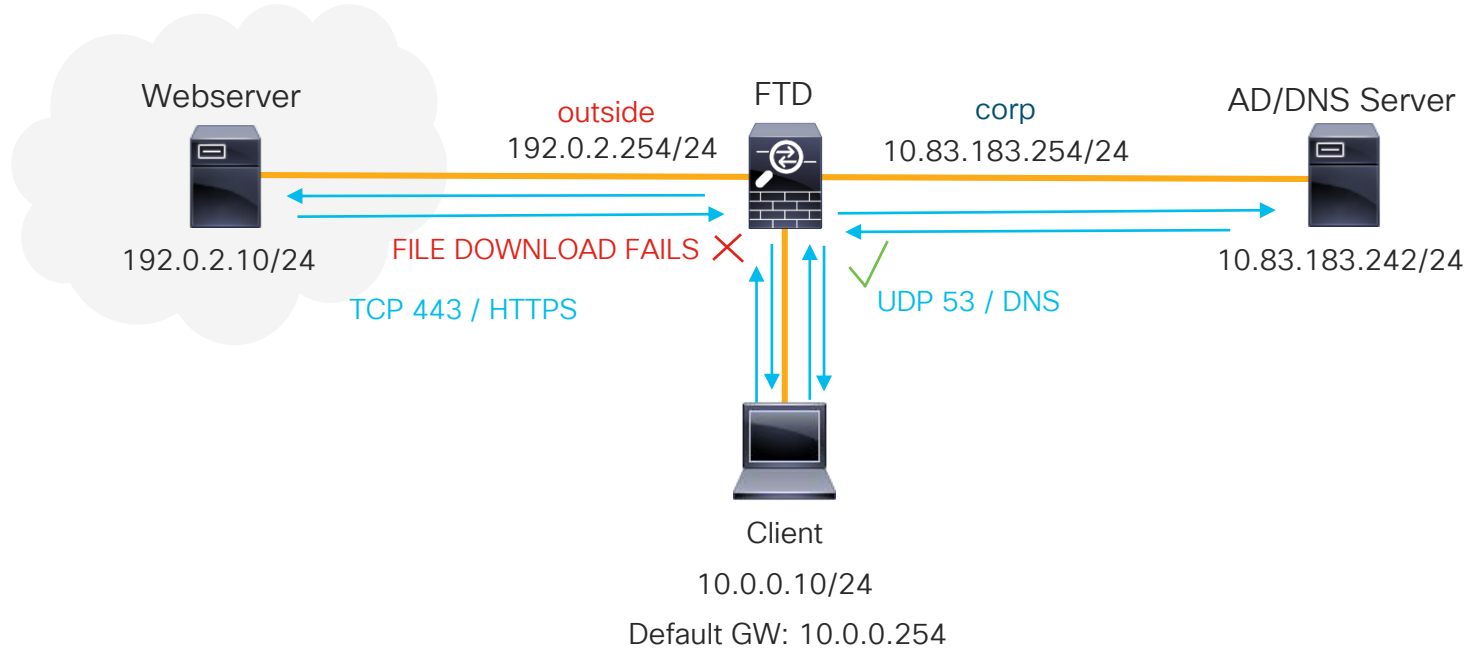 Webserver
outside
192.0.2.254/24
FTD
corp
10.83.183.254/24
AD/DNS Server
192.0.2.10/24
FILE DOWNLOAD FAILS
TCP 443 / HTTPS
UDP 53 / DNS
10.83.183.242/24
Client
10.0.0.10/24
Default GW: 10.0.0.254